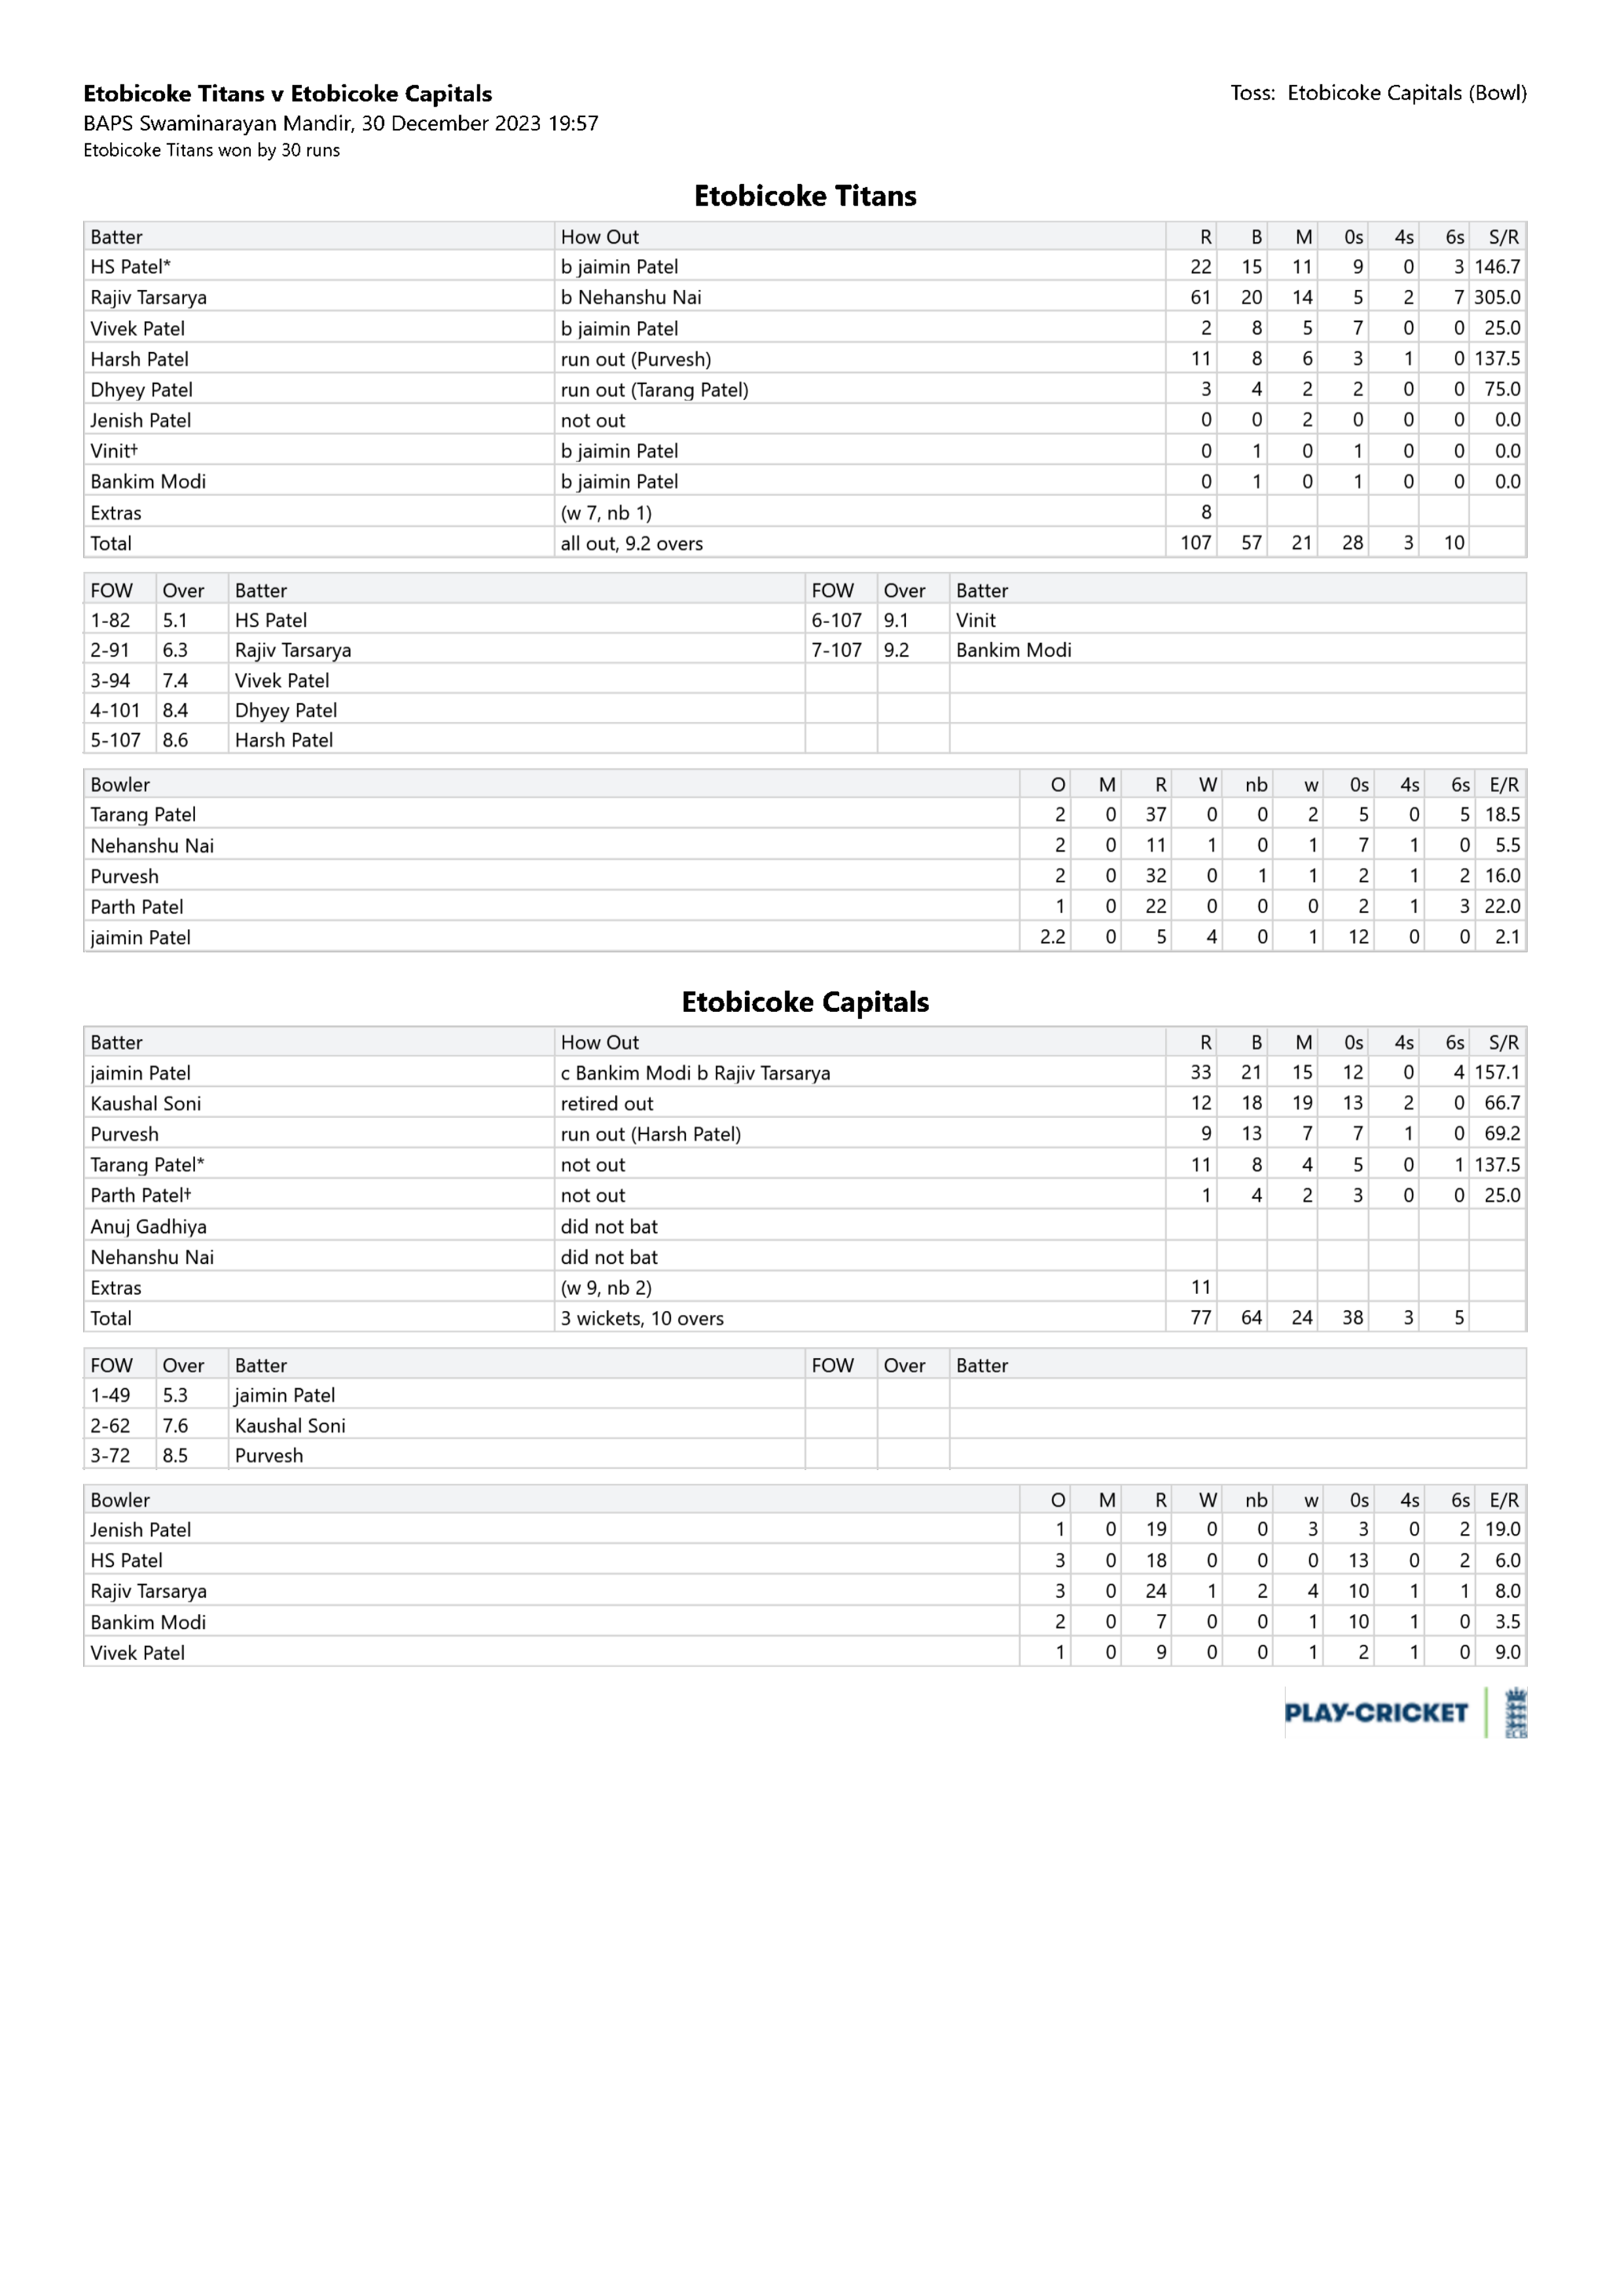 Etobicoke Titans v Etobicoke Capitals
Toss: Etobicoke Capitals (Bowl)
BAPS Swaminarayan Mandir, 30 December 2023 19:57
Etobicoke Titans won by 30 runs
Etobicoke Titans
Batter How Out R B M 0s 4s 6s S/R
HS Patel* b jaimin Patel 22 15 11 9 0 3 146.7
Rajiv Tarsarya b Nehanshu Nai 61 20 14 5 2 7 305.0
Vivek Patel b jaimin Patel 2 8 5 7 0 0 25.0
Harsh Patel run out (Purvesh) 11 8 6 3 1 0 137.5
Dhyey Patel run out (Tarang Patel) 3 4 2 2 0 0 75.0
Jenish Patel not out 0 0 2 0 0 0 0.0
Vinit† b jaimin Patel 0 1 0 1 0 0 0.0
Bankim Modi b jaimin Patel 0 1 0 1 0 0 0.0
Extras (w 7, nb 1) 8
Total all out, 9.2 overs 107 57 21 28 3 10
FOW Over Batter FOW Over Batter
1-82 5.1 HS Patel 6-107 9.1 Vinit
2-91 6.3 Rajiv Tarsarya 7-107 9.2 Bankim Modi
3-94 7.4 Vivek Patel
4-101 8.4 Dhyey Patel
5-107 8.6 Harsh Patel
Bowler O M R W nb w 0s 4s 6s E/R
Tarang Patel 2 0 37 0 0 2 5 0 5 18.5
Nehanshu Nai 2 0 11 1 0 1 7 1 0 5.5
Purvesh 2 0 32 0 1 1 2 1 2 16.0
Parth Patel 1 0 22 0 0 0 2 1 3 22.0
jaimin Patel 2.2 0 5 4 0 1 12 0 0 2.1
Etobicoke Capitals
Batter How Out R B M 0s 4s 6s S/R
jaimin Patel c Bankim Modi b Rajiv Tarsarya 33 21 15 12 0 4 157.1
Kaushal Soni retired out 12 18 19 13 2 0 66.7
Purvesh run out (Harsh Patel) 9 13 7 7 1 0 69.2
Tarang Patel* not out 11 8 4 5 0 1 137.5
Parth Patel† not out 1 4 2 3 0 0 25.0
Anuj Gadhiya did not bat
Nehanshu Nai did not bat
Extras (w 9, nb 2) 11
Total 3 wickets, 10 overs 77 64 24 38 3 5
FOW Over Batter FOW Over Batter
1-49 5.3 jaimin Patel
2-62 7.6 Kaushal Soni
3-72 8.5 Purvesh
Bowler O M R W nb w 0s 4s 6s E/R
Jenish Patel 1 0 19 0 0 3 3 0 2 19.0
HS Patel 3 0 18 0 0 0 13 0 2 6.0
Rajiv Tarsarya 3 0 24 1 2 4 10 1 1 8.0
Bankim Modi 2 0 7 0 0 1 10 1 0 3.5
Vivek Patel 1 0 9 0 0 1 2 1 0 9.0
PLAY-CRICKET
ECB